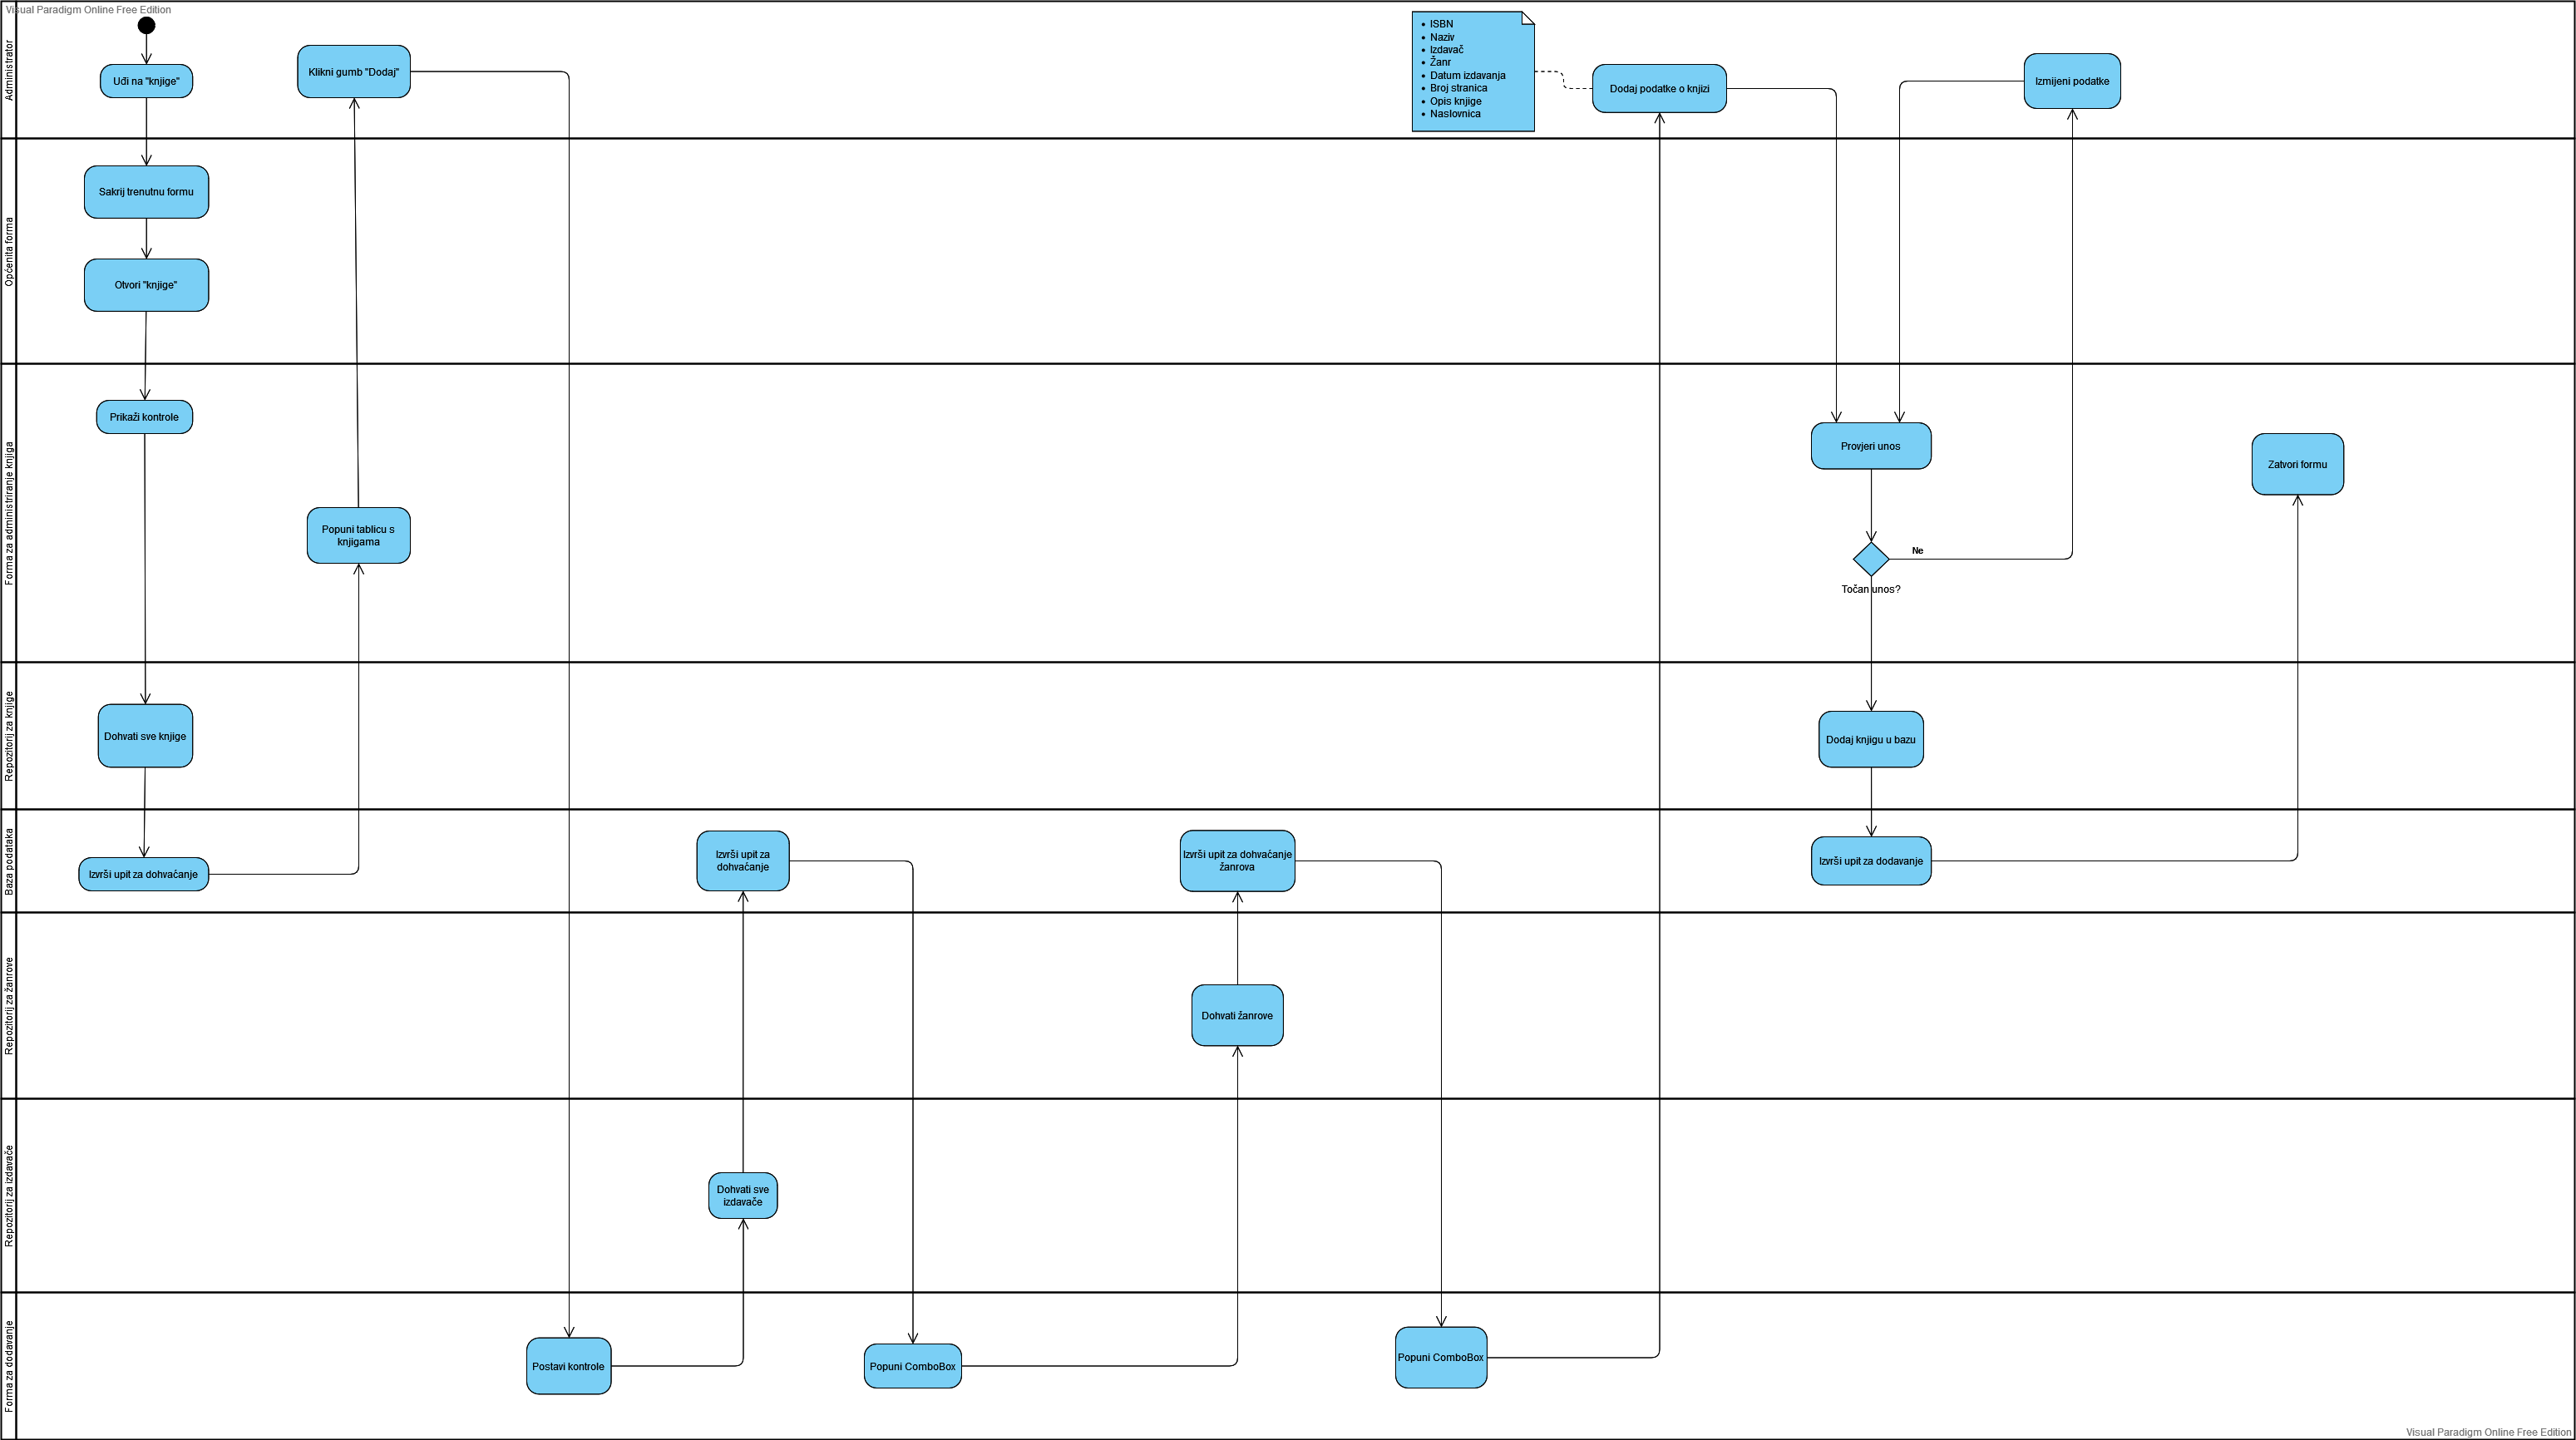 Visual Paradigm Online Free Edition
Administrator
Uđi na "knjige"
Klikni gumb "Dodaj"
• ISBN
• Naziv
• Izdavač
• Žanr
• Datum izdavanja
• Broj stranica
• Opis knjige
• Naslovnica
Dodaj podatke o knjizi
Izmijeni podatke
Općenita forma
Sakrij trenutnu formu
Otvori "knjige"
Forma za administriranje knjiga
Prikaži kontrole
Popuni tablicu s
knjigama
Provjeri unos
Ne
Točan unos?
Zatvori formu
Repozitorij za knjige
Dohvati sve knjige
Dodaj knjigu u bazu
Baza podataka
Izvrši upit za dohvaćanje
Izvrši upit za
dohvaćanje
Izvrši upit za dohvaćanje
žanrova
Izvrši upit za dodavanje
Repozitorij za žanrove
Dohvati žanrove
Repozitorij za izdavače
Dohvati sve
izdavače
Forma za dodavanje
Postavi kontrole
Popuni ComboBox
Popuni ComboBox
Visual Paradigm Online Free Edition